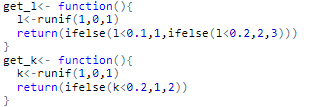 get_l<- function(){
  l<-runif(1,0,1)
  return(ifelse(l<0.1,1,ifelse(l<0.2,2,3)))
}
get_k<- function(){
  k<-runif(1,0,1)
  return(ifelse(k<0.2,1,2))
}